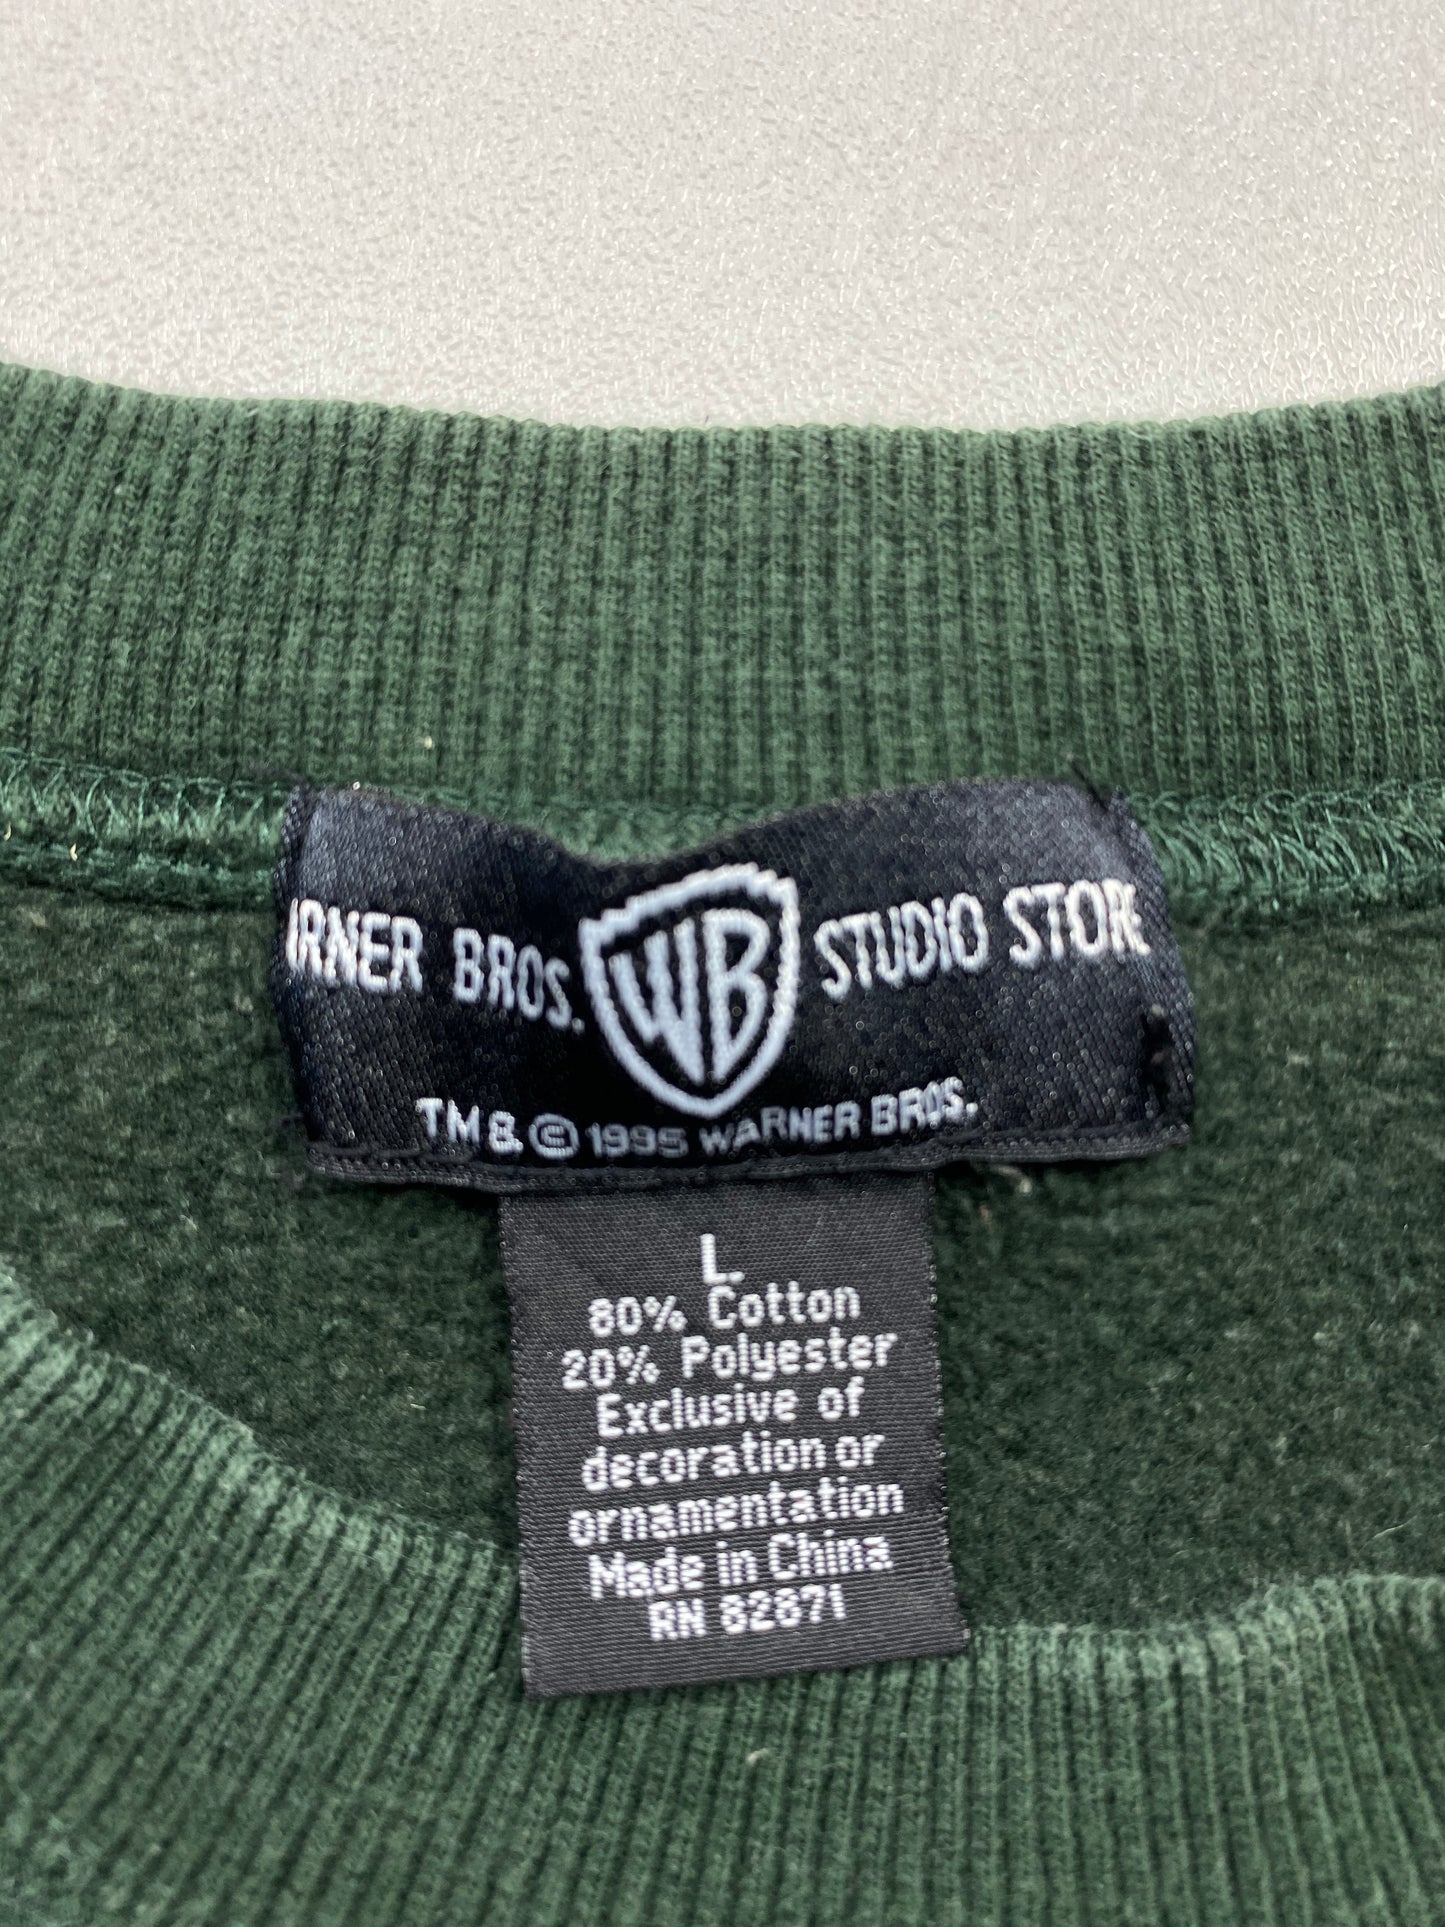 ARNER BROS. WB STUDIO STORE
TM & © 1995 WARNER BROS.
L.
80% Cotton
20% Polyester
Exclusive of
decoration or
ornamentation
Made in China
RN 82871